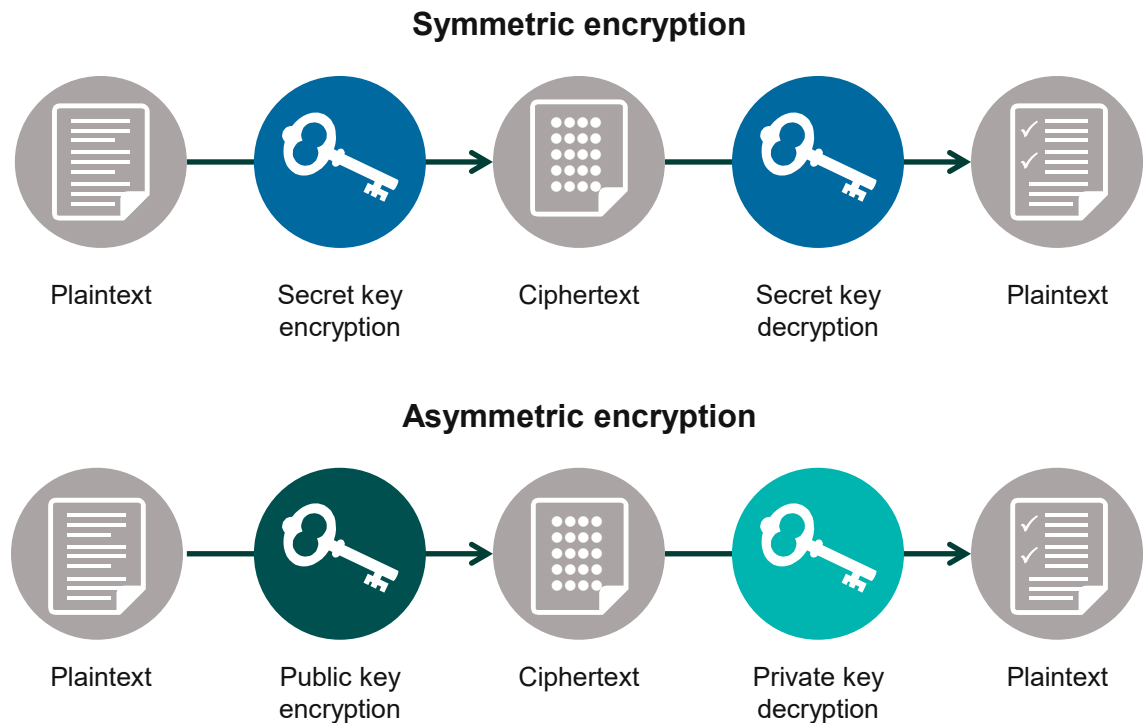 Symmetric encryption
Plaintext
Secret key
encryption
Ciphertext
Secret key
decryption
Plaintext
Asymmetric encryption
Plaintext
Public key
encryption
Ciphertext
Private key
decryption
Plaintext